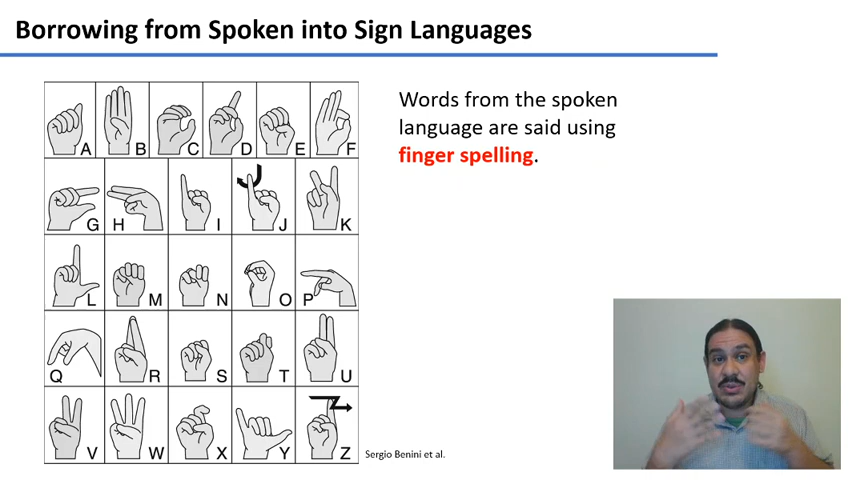 Borrowing from Spoken into Sign Languages
A B C D E F
G H I J K
L M N O P
Q R S T U
V W X Y Z
Words from the spoken
language are said using
finger spelling.
Sergio Benini et al.